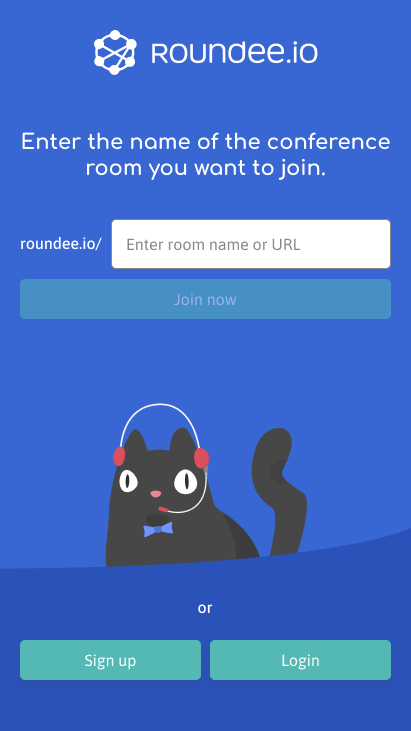 roundee.io
Enter the name of the conference
room you want to join.
roundee.io/
Enter room name or URL
Join now
or
Sign up
Login